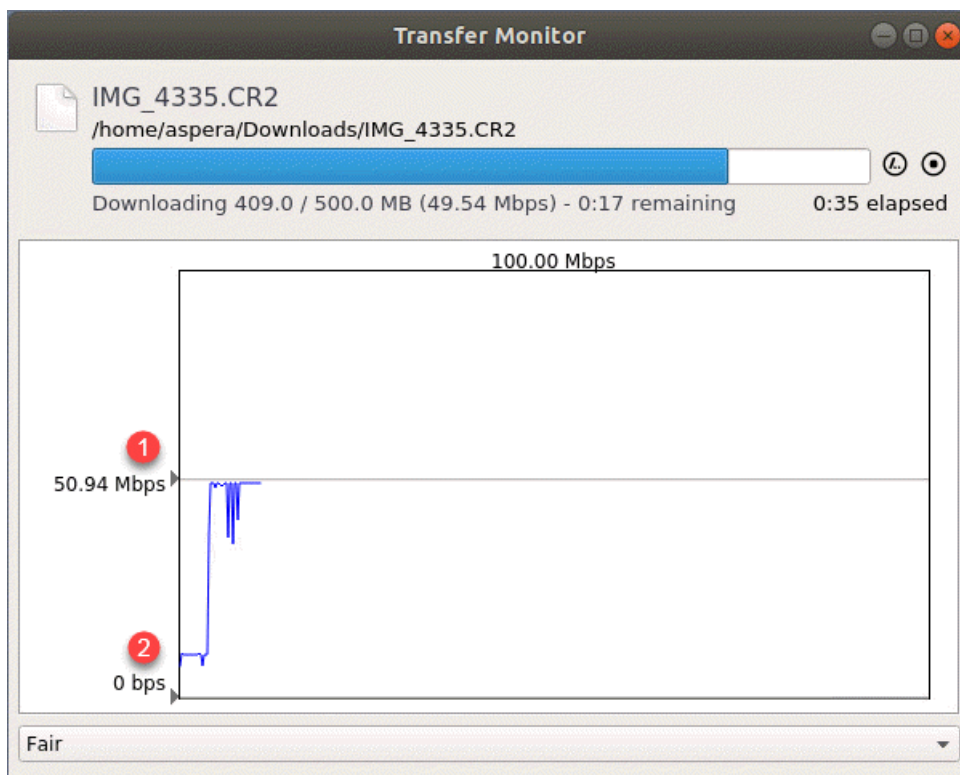 Transfer Monitor
IMG_4335.CR2
/home/aspera/Downloads/IMG_4335.CR2
Downloading 409.0 / 500.0 MB (49.54 Mbps) - 0:17 remaining 0:35 elapsed
100.00 Mbps
1
50.94 Mbps
2
0 bps
Fair